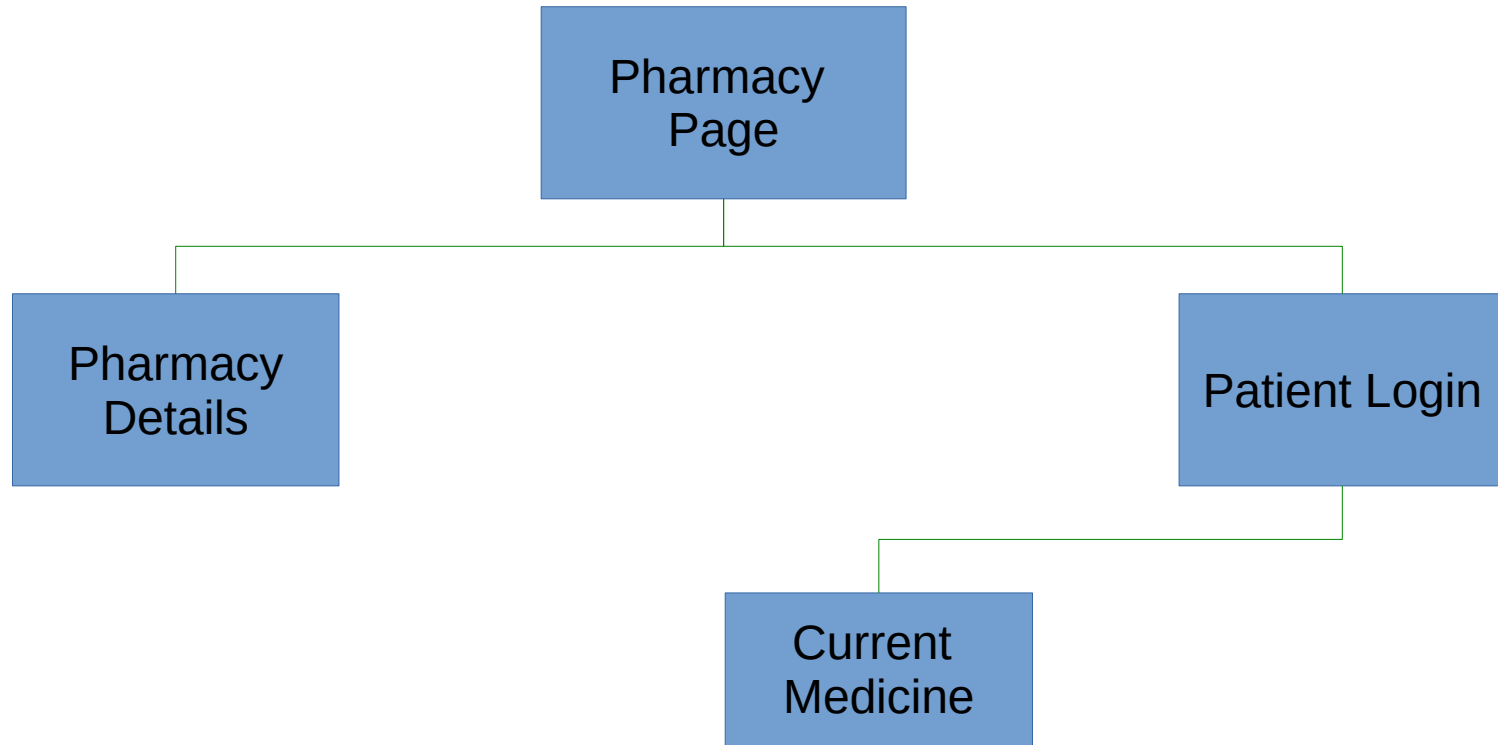 Pharmacy
Page
Pharmacy
Details
Patient Login
Current
Medicine